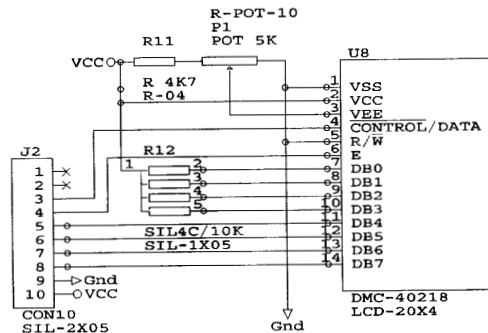 R-POT-10
P1
R11 POT 5K
U8
VCC
R 4K7
R-04
1 VSS
2 VCC
3 VEE
4 CONTROL/DATA
5 R/W
6 E
7 DB0
8 DB1
9 DB2
10 DB3
11 DB4
12 DB5
13 DB6
14 DB7
R12
1 2
3
4
5
J2
1
2
3
4
5
6
7
8
9 Gnd
10 VCC
SIL4C/10K
SIL-1X05
CON10
SIL-2X05
Gnd
DMC-40218
LCD-20X4